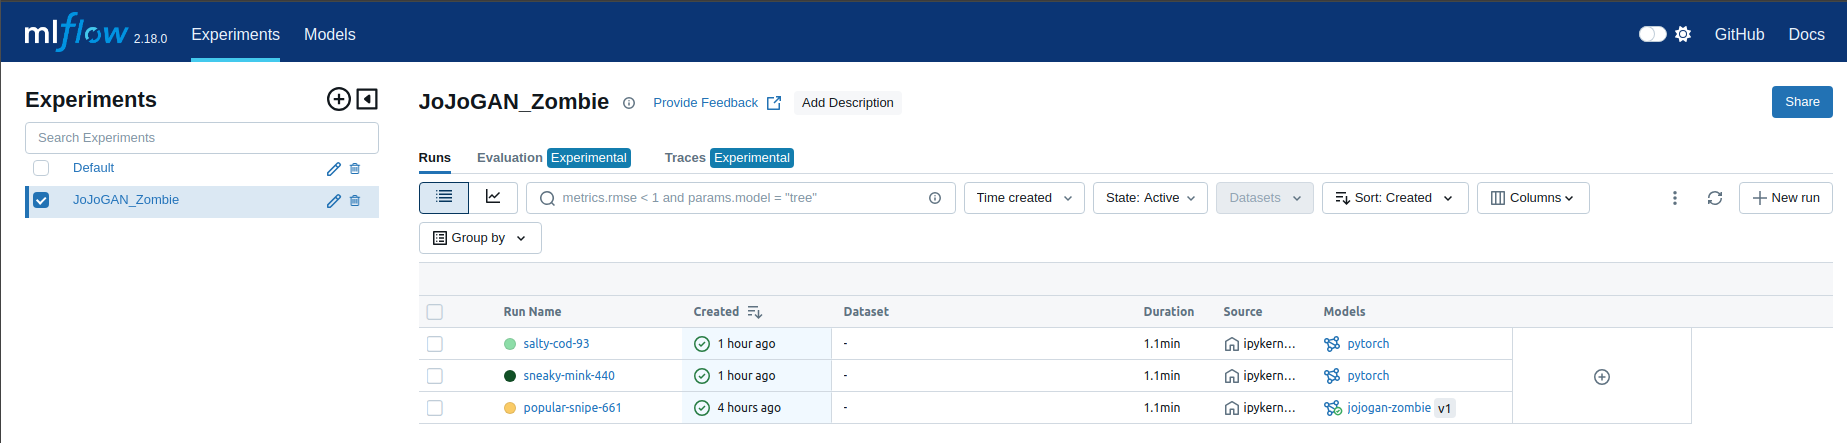 mlflow 2.18.0 Experiments Models GitHub Docs
Experiments
Search Experiments
Default
JoJoGAN_Zombie
JoJoGAN_Zombie Provide Feedback Add Description Share
Runs Evaluation Experimental Traces Experimental
metrics.rmse < 1 and params.model = "tree" Time created State: Active Datasets Sort: Created Columns New run
Group by
Run Name Created Dataset Duration Source Models
salty-cod-93 1 hour ago - 1.1min ipykern... pytorch
sneaky-mink-440 1 hour ago - 1.1min ipykern... pytorch
popular-snipe-661 4 hours ago - 1.1min ipykern... jojogan-zombie v1